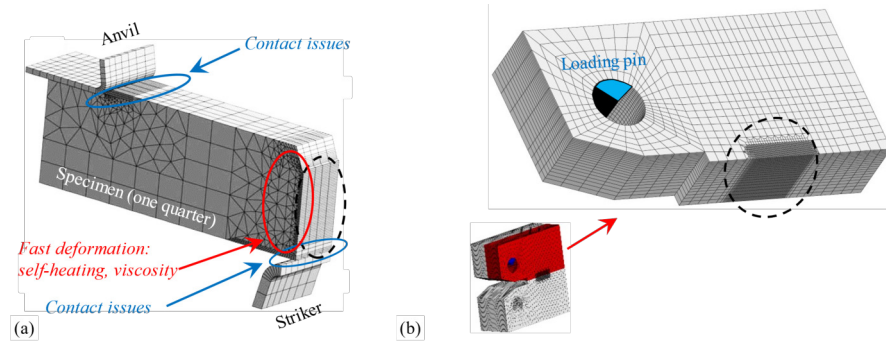 Anvil
Contact issues
Specimen (one quarter)
Fast deformation:
self-heating, viscosity
Contact issues
Striker
(a)
Loading pin
(b)